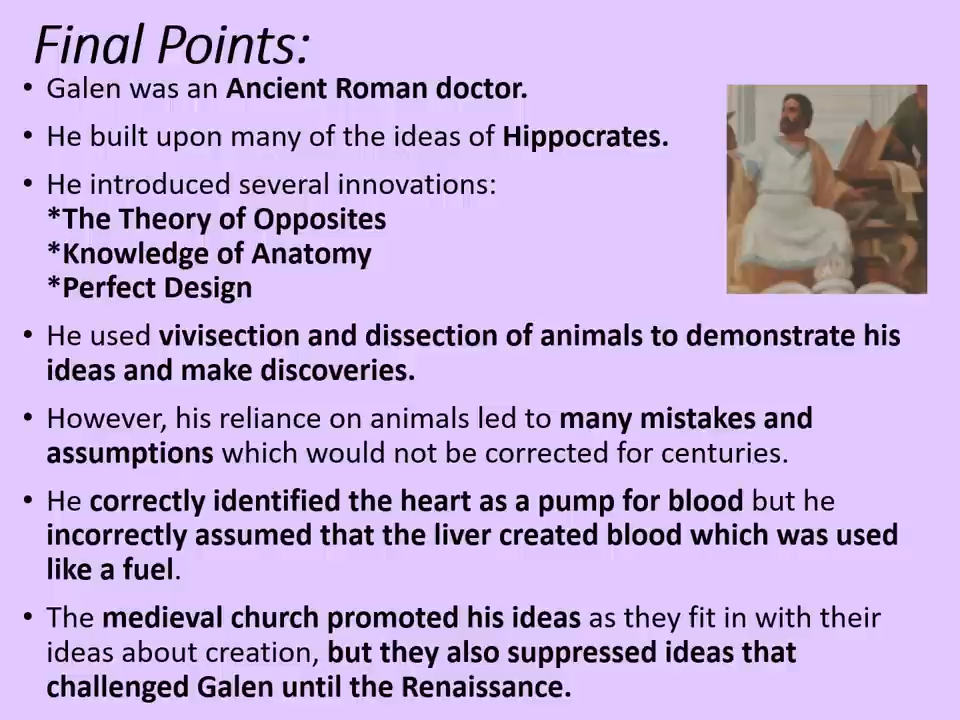 Final Points:
• Galen was an Ancient Roman doctor.
• He built upon many of the ideas of Hippocrates.
• He introduced several innovations:
*The Theory of Opposites
*Knowledge of Anatomy
*Perfect Design
• He used vivisection and dissection of animals to demonstrate his
ideas and make discoveries.
• However, his reliance on animals led to many mistakes and
assumptions which would not be corrected for centuries.
• He correctly identified the heart as a pump for blood but he
incorrectly assumed that the liver created blood which was used
like a fuel.
• The medieval church promoted his ideas as they fit in with their
ideas about creation, but they also suppressed ideas that
challenged Galen until the Renaissance.